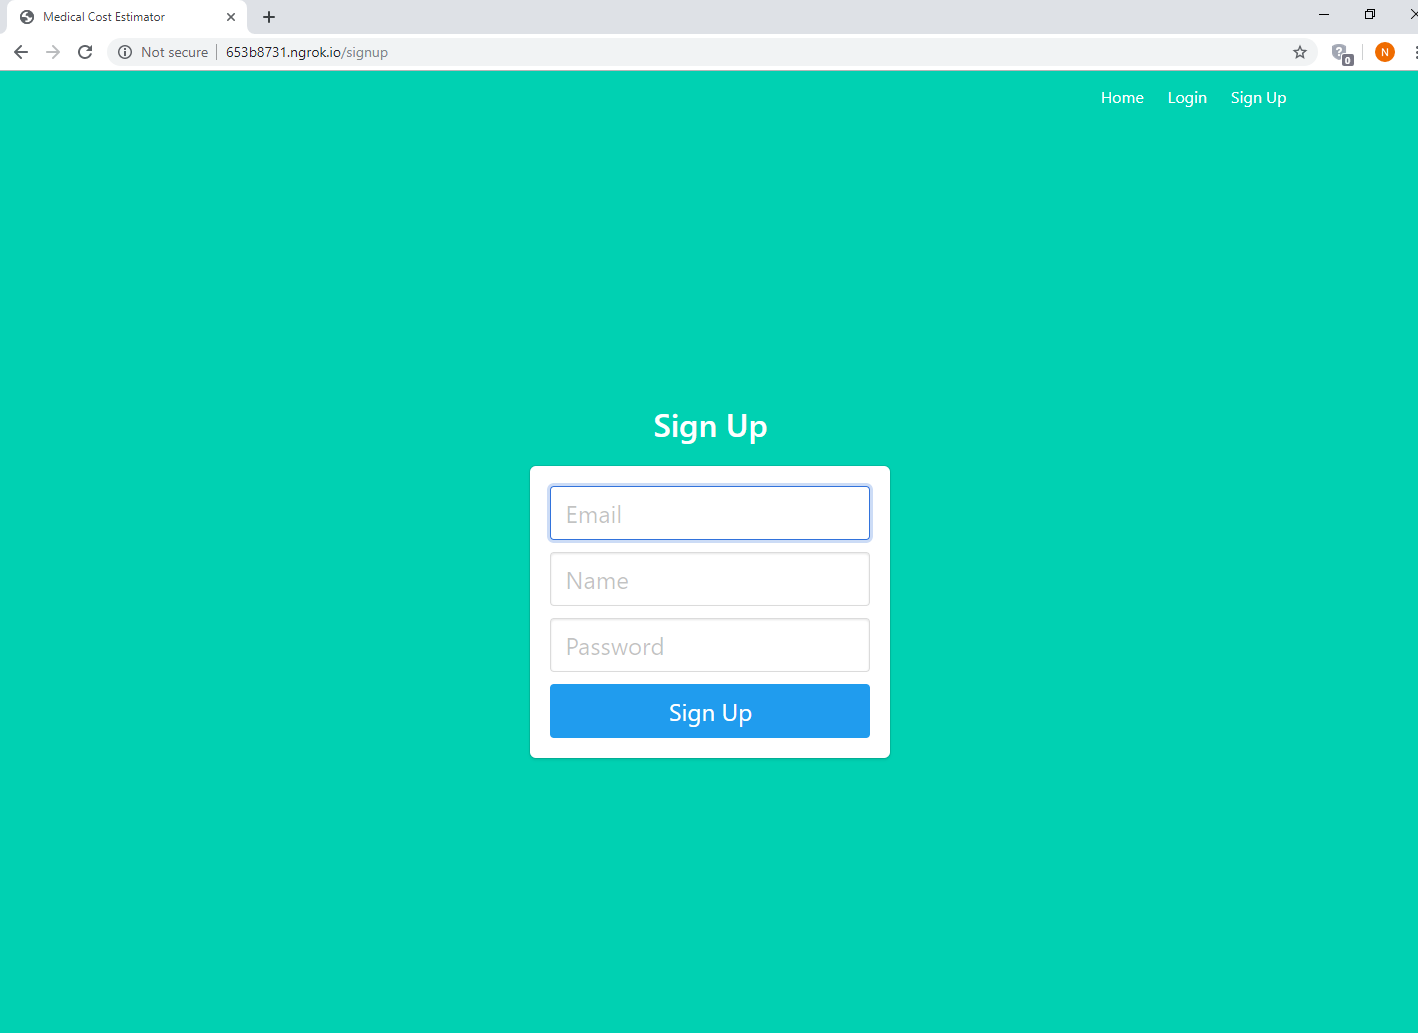 Medical Cost Estimator
Not secure 653b8731.ngrok.io/signup
? 0
N
Home Login Sign Up
Sign Up
Email
Name
Password
Sign Up